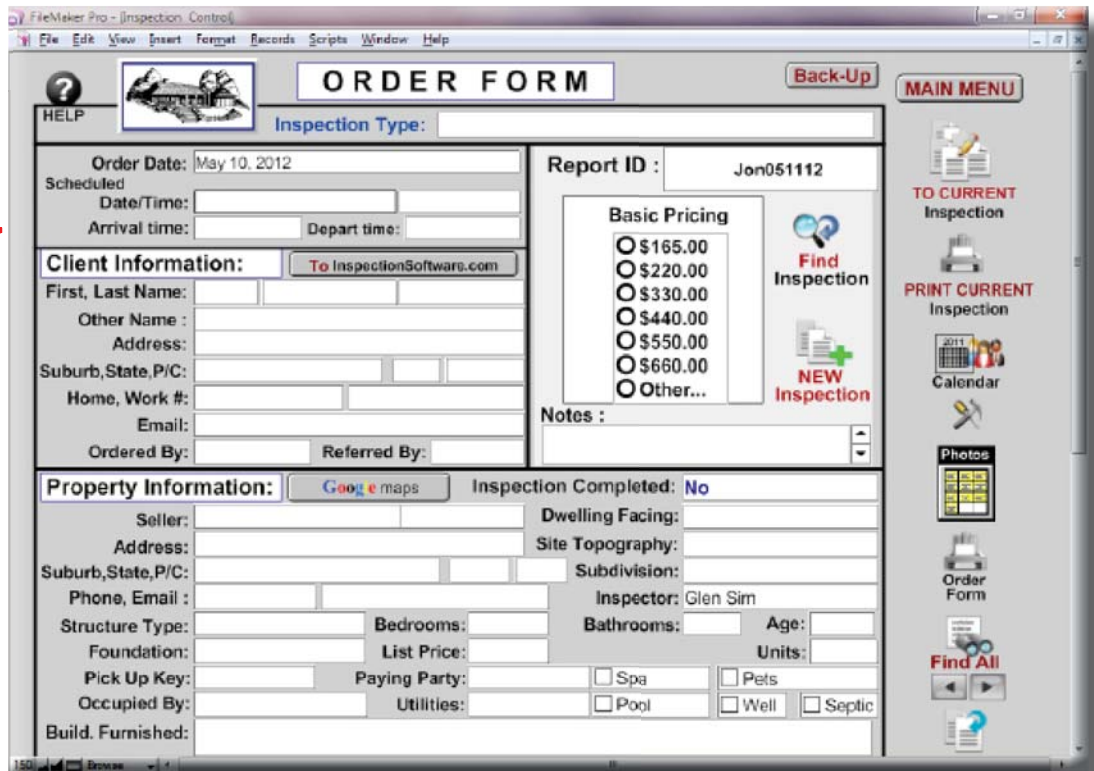 FileMaker Pro - [Inspection Control]
File Edit View Insert Format Records Scripts Window Help
HELP
ORDER FORM
Back-Up
MAIN MENU
Inspection Type:
Order Date: May 10, 2012
Scheduled
Date/Time:
Arrival time: Depart time:
Report ID : Jon051112
Basic Pricing
$165.00
$220.00
$330.00
$440.00
$550.00
$660.00
Other...
Find
Inspection
NEW
Inspection
Notes :
Client Information: To InspectionSoftware.com
First, Last Name:
Other Name :
Address:
Suburb,State,P/C:
Home, Work #:
Email:
Ordered By: Referred By:
Property Information: Google maps Inspection Completed: No
Seller: Dwelling Facing:
Address: Site Topography:
Suburb,State,P/C: Subdivision:
Phone, Email : Inspector: Glen Sim
Structure Type: Bedrooms: Bathrooms: Age:
Foundation: List Price: Units:
Pick Up Key: Paying Party: Spa Pets
Occupied By: Utilities: Pool Well Septic
Build. Furnished:
TO CURRENT
Inspection
PRINT CURRENT
Inspection
2011
Calendar
Photos
Order
Form
Find All
150 Browse